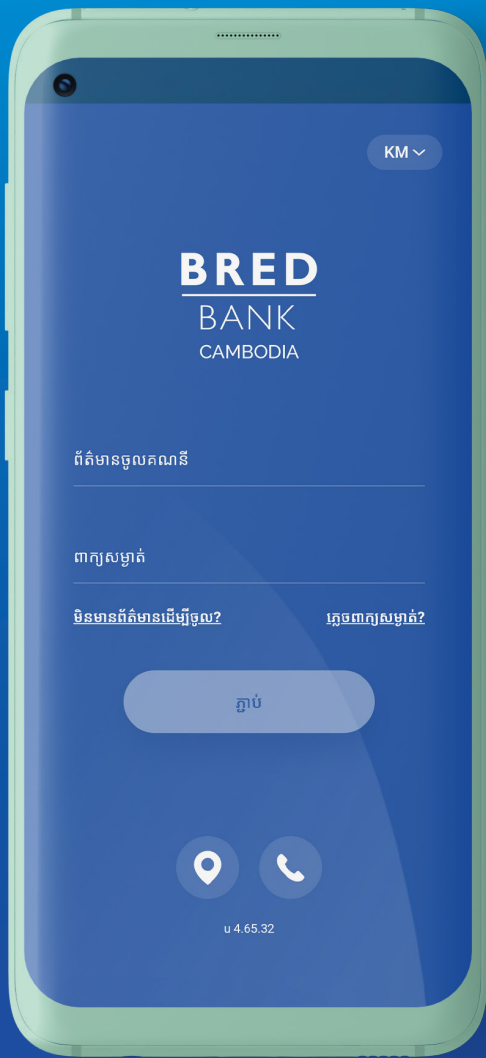 KM
BRED
BANK
CAMBODIA
ព័ត៌មានចូលគណនី
ពាក្យសម្ងាត់
មិនមានព័ត៌មានដើម្បីចូល?
ភ្លេចពាក្យសម្ងាត់?
ភ្ជាប់
u 4.65.32